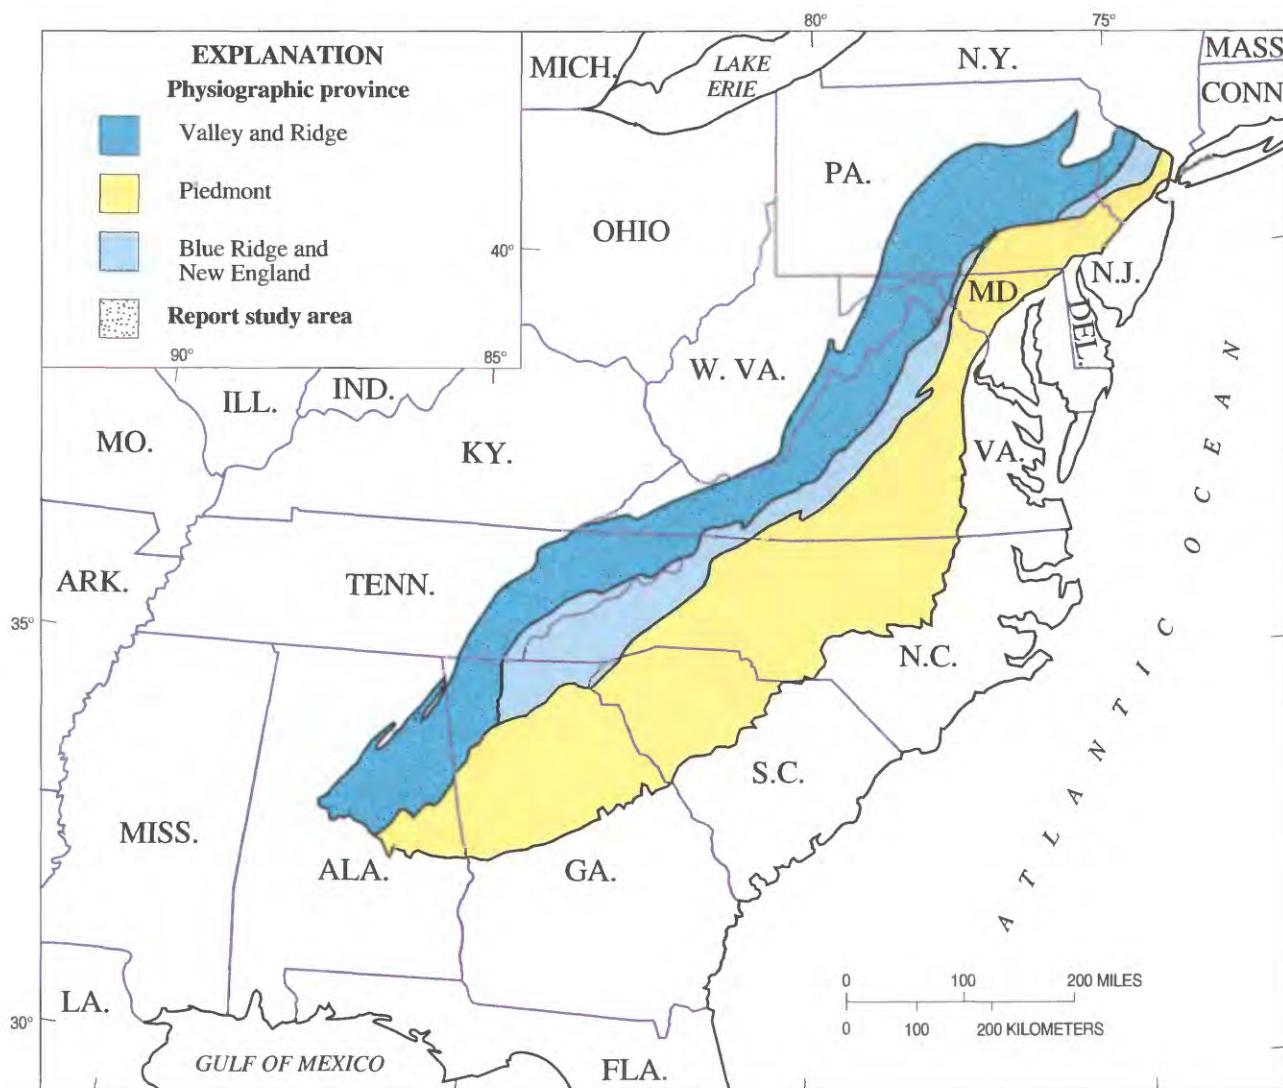 EXPLANATION
Physiographic province
Valley and Ridge
Piedmont
Blue Ridge and
New England
Report study area
80°
75°
90°
85°
40°
35°
30°
MICH.
LAKE
ERIE
N.Y.
MASS
CONN
PA.
OHIO
N.J.
MD
DEL.
W. VA.
VA.
ILL.
IND.
MO.
KY.
ARK.
TENN.
N.C.
S.C.
MISS.
ALA.
GA.
LA.
FLA.
GULF OF MEXICO
ATLANTIC OCEAN
0 100 200 MILES
0 100 200 KILOMETERS